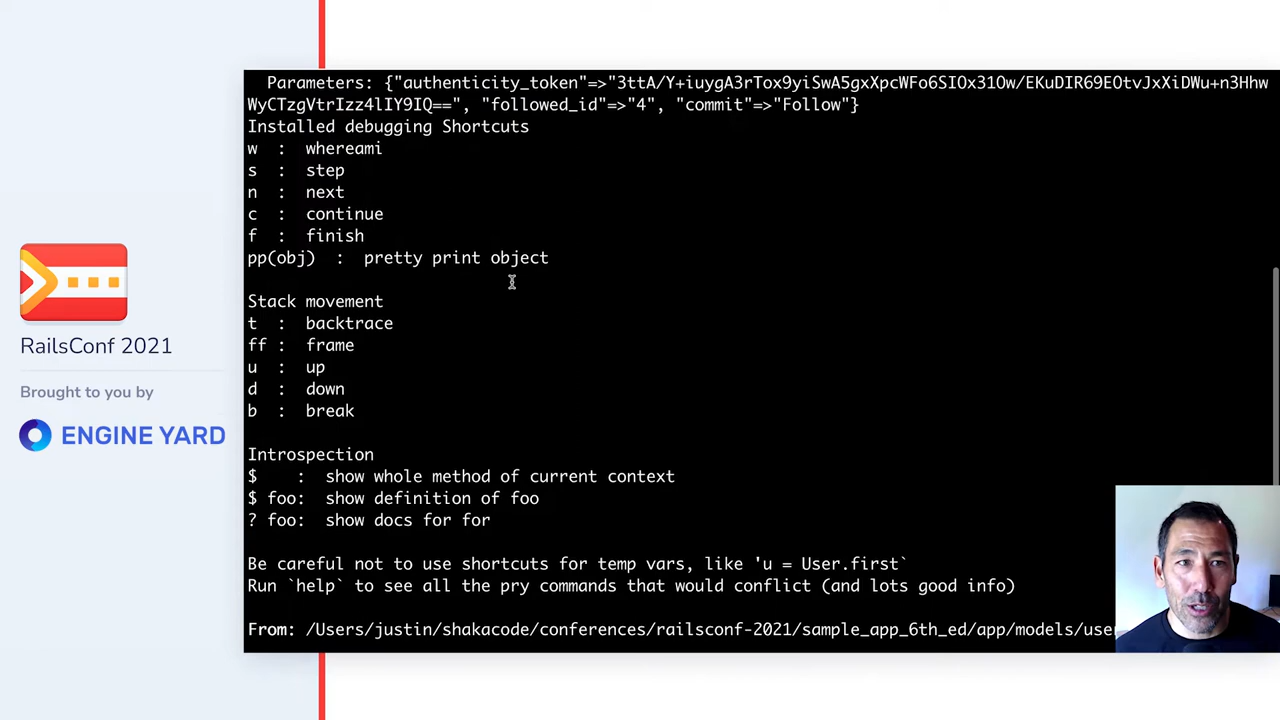 Parameters: {"authenticity_token"=>"3ttA/Y+iuygA3rTox9yiSwA5gxXpcWFo6SIOx31Ow/EKuDIR69EOtvJxXiDWu+n3Hhw
WyCTzgVtrIzz4lIY9IQ==", "followed_id"=>"4", "commit"=>"Follow"}
Installed debugging Shortcuts
w : whereami
s : step
n : next
c : continue
f : finish
pp(obj) : pretty print object
Stack movement
t : backtrace
ff : frame
u : up
d : down
b : break
Introspection
$ : show whole method of current context
$ foo: show definition of foo
? foo: show docs for for
Be careful not to use shortcuts for temp vars, like 'u = User.first`
Run `help` to see all the pry commands that would conflict (and lots good info)
From: /Users/justin/shakacode/conferences/railsconf-2021/sample_app_6th_ed/app/models/user
RailsConf 2021
Brought to you by
ENGINE YARD